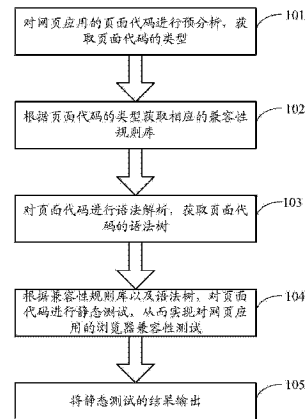 对网页应用的页面代码进行预分析，获
取页面代码的类型
101
根据页面代码的类型获取相应的兼容性
规则库
102
对页面代码进行语法解析，获取页面代
码的语法树
103
根据兼容性规则库以及语法树，对页面
代码进行静态测试，从而实现对网页应
用的浏览器兼容性测试
104
将静态测试的结果输出
105